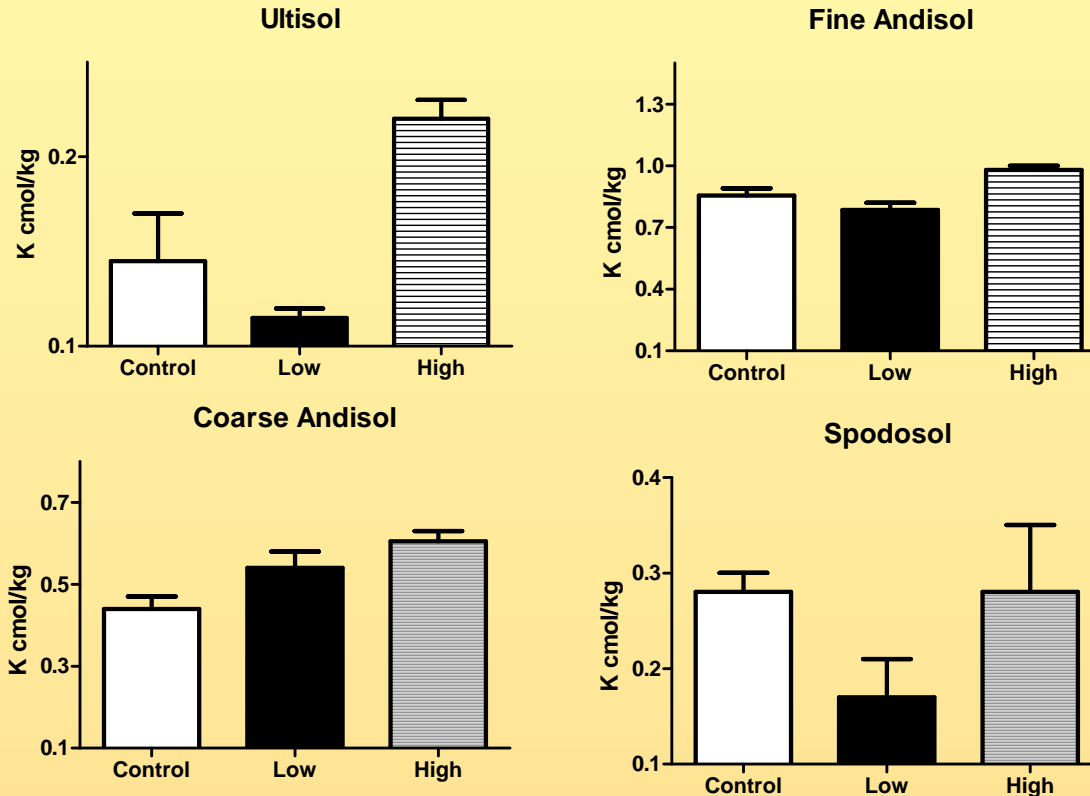 Ultisol
K cmol/kg
0.2
0.1
Control Low High
Fine Andisol
K cmol/kg
1.3
1.0
0.7
0.4
0.1
Control Low High
Coarse Andisol
K cmol/kg
0.7
0.5
0.3
0.1
Control Low High
Spodosol
K cmol/kg
0.4
0.3
0.2
0.1
Control Low High